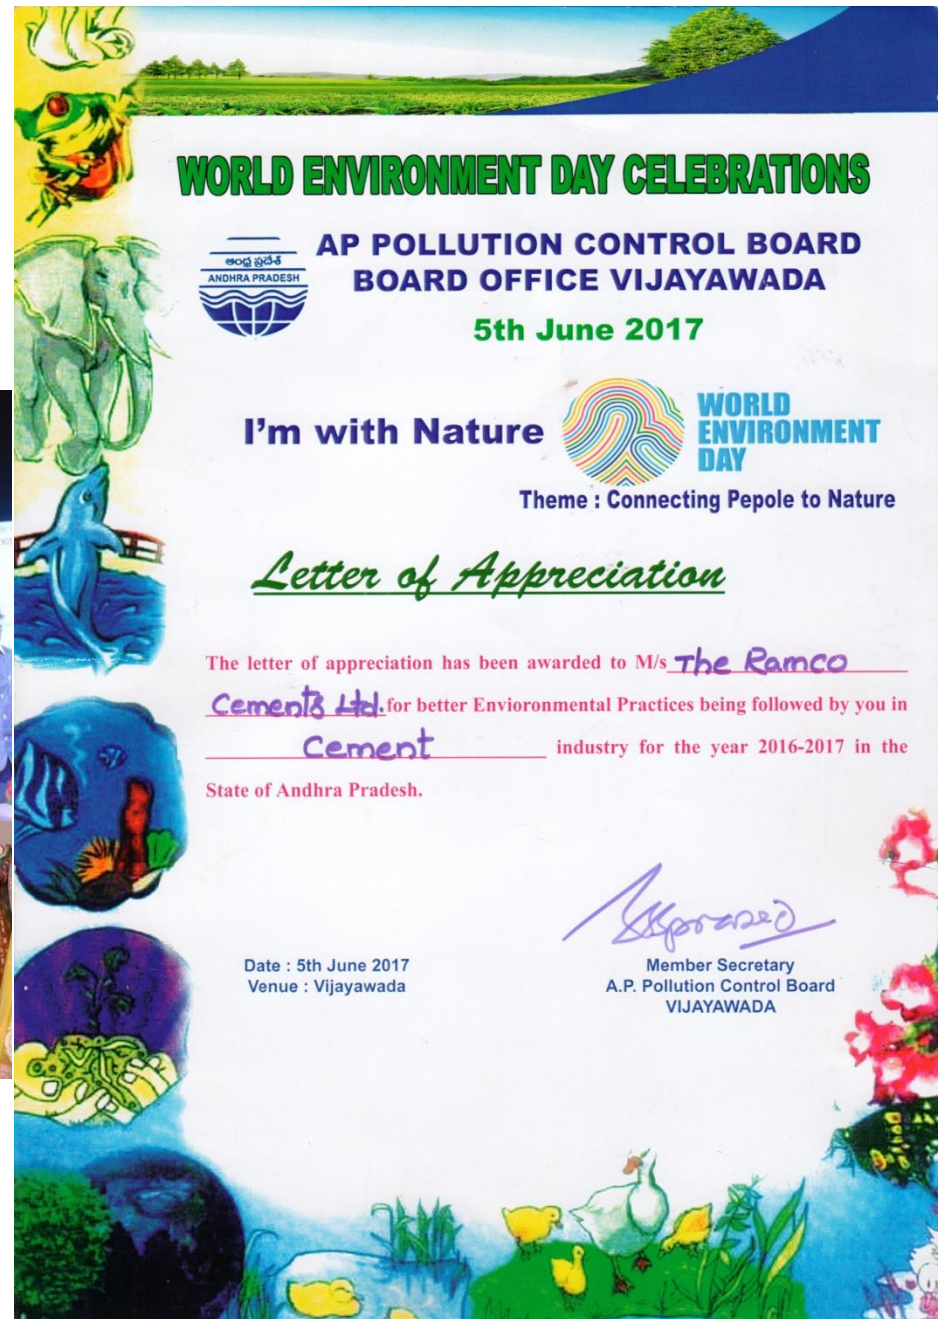 WORLD ENVIRONMENT DAY CELEBRATIONS
ఆంధ్ర ప్రదేశ్
ANDHRA PRADESH
AP POLLUTION CONTROL BOARD
BOARD OFFICE VIJAYAWADA
5th June 2017
I'm with Nature
WORLD
ENVIRONMENT
DAY
Theme : Connecting Pepole to Nature
Letter of Appreciation
The letter of appreciation has been awarded to M/s The Ramco
Cements Ltd. for better Envioronmental Practices being followed by you in
Cement industry for the year 2016-2017 in the
State of Andhra Pradesh.
Date : 5th June 2017
Venue : Vijayawada
Member Secretary
A.P. Pollution Control Board
VIJAYAWADA